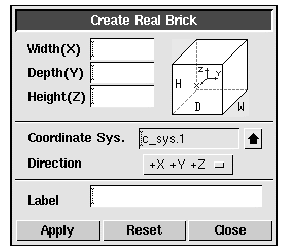 Create Real Brick
Width(X)
Depth(Y)
Height(Z)
Z
Y
X
H
D
W
Coordinate Sys. c_sys.1
Direction +X +Y +Z
Label
Apply Reset Close